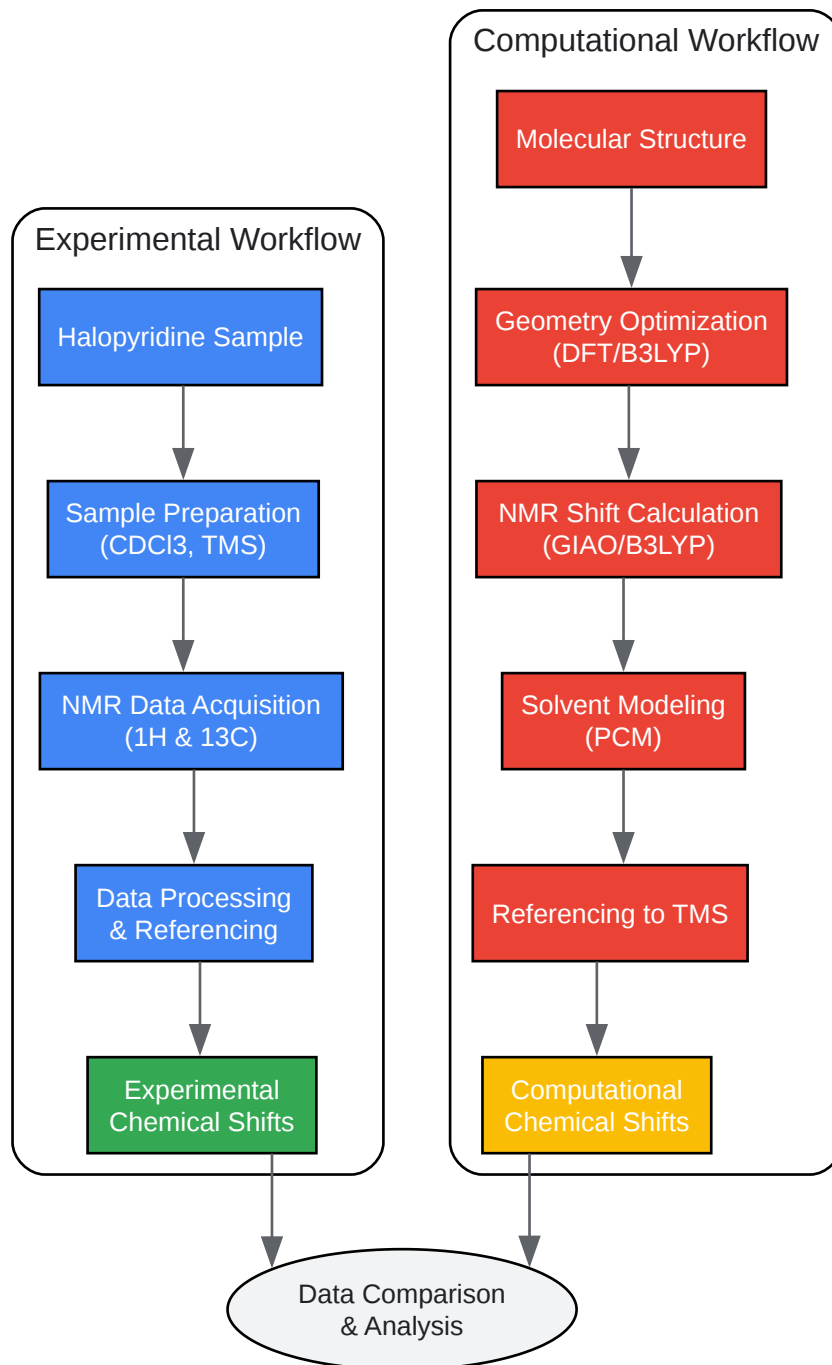 Experimental Workflow
Halopyridine Sample
Sample Preparation
(CDCl3, TMS)
NMR Data Acquisition
(1H & 13C)
Data Processing
& Referencing
Experimental
Chemical Shifts
Computational Workflow
Molecular Structure
Geometry Optimization
(DFT/B3LYP)
NMR Shift Calculation
(GIAO/B3LYP)
Solvent Modeling
(PCM)
Referencing to TMS
Computational
Chemical Shifts
Data Comparison
& Analysis